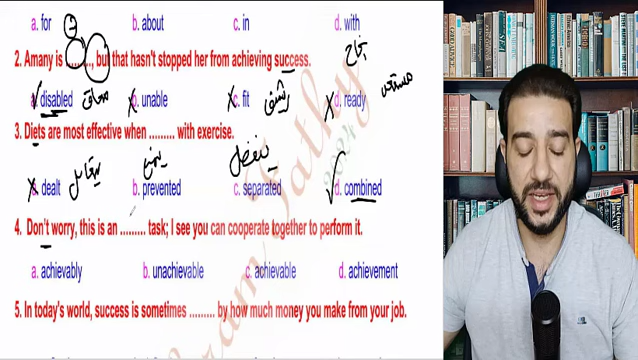 a. for b. about c. in d. with
2. Amany is ........., but that hasn't stopped her from achieving success.
نجاح
a. disabled معاق b. unable c. fit رشيق d. ready مستعد
3. Diets are most effective when ......... with exercise.
a. dealt يتعامل b. prevented يمنع c. separated يفصل d. combined
4. Don't worry, this is an ......... task; I see you can cooperate together to perform it.
a. achievably b. unachievable c. achievable d. achievement
5. In today's world, success is sometimes ......... by how much money you make from your job.